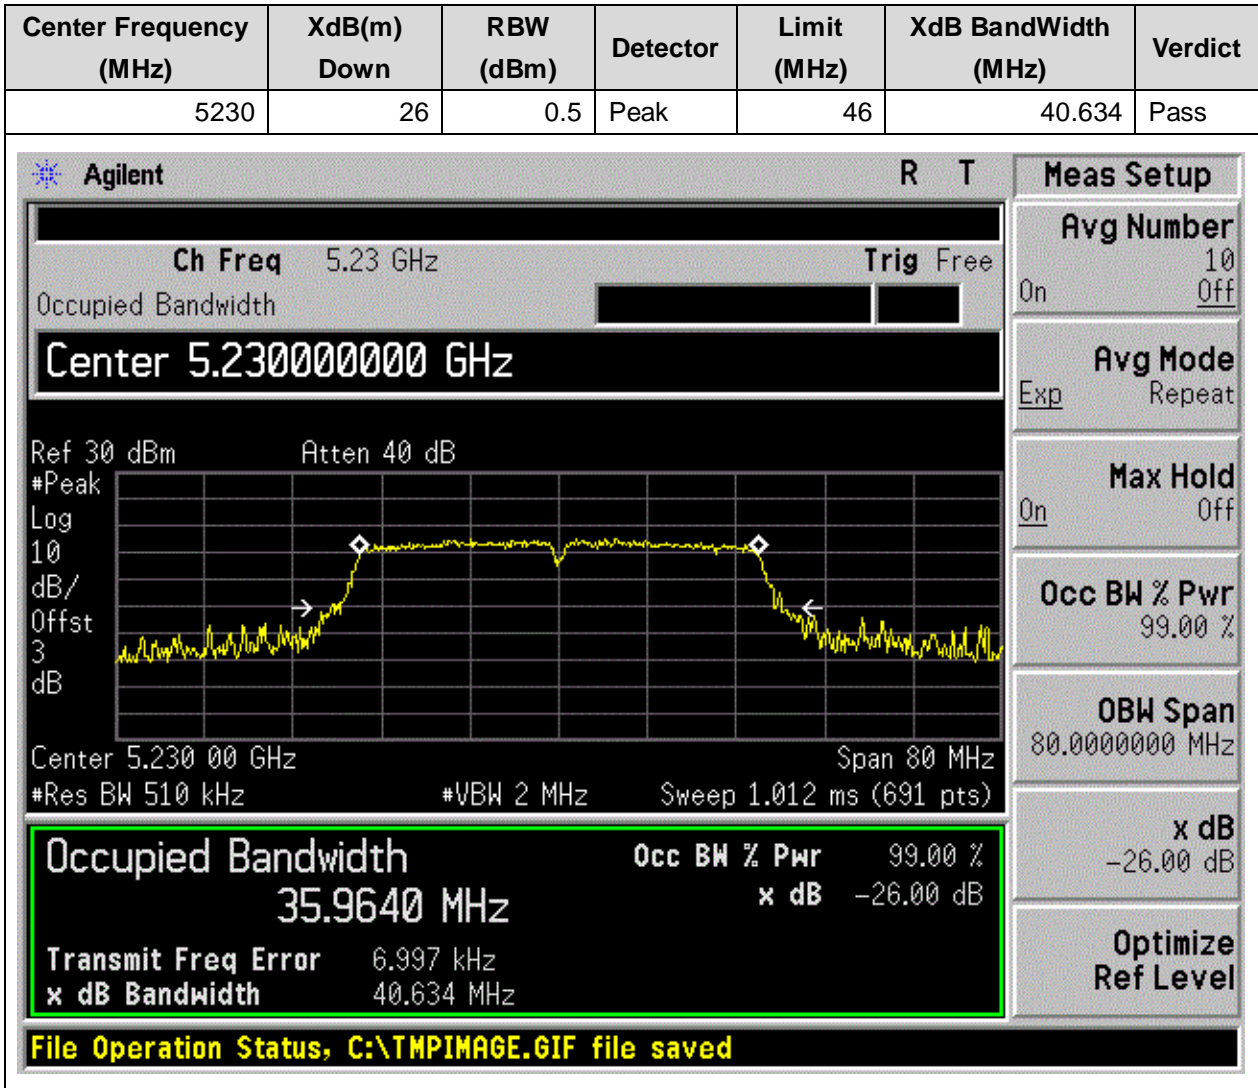 Center Frequency (MHz) XdB(m) Down RBW (dBm) Detector Limit (MHz) XdB BandWidth (MHz) Verdict
5230 26 0.5 Peak 46 40.634 Pass
Agilent R T Meas Setup
Ch Freq 5.23 GHz Trig Free
Occupied Bandwidth
Center 5.230000000 GHz
Ref 30 dBm Atten 40 dB
#Peak
Log
10
dB/
Offst
3
dB
Center 5.230 00 GHz Span 80 MHz
#Res BW 510 kHz #VBW 2 MHz Sweep 1.012 ms (691 pts)
Occupied Bandwidth
35.9640 MHz
Occ BW % Pwr 99.00 %
x dB -26.00 dB
Transmit Freq Error 6.997 kHz
x dB Bandwidth 40.634 MHz
File Operation Status, C:\TMPIMAGE.GIF file saved
Avg Number
10
On Off
Avg Mode
Exp Repeat
Max Hold
On Off
Occ BW % Pwr
99.00 %
OBW Span
80.0000000 MHz
x dB
-26.00 dB
Optimize
Ref Level